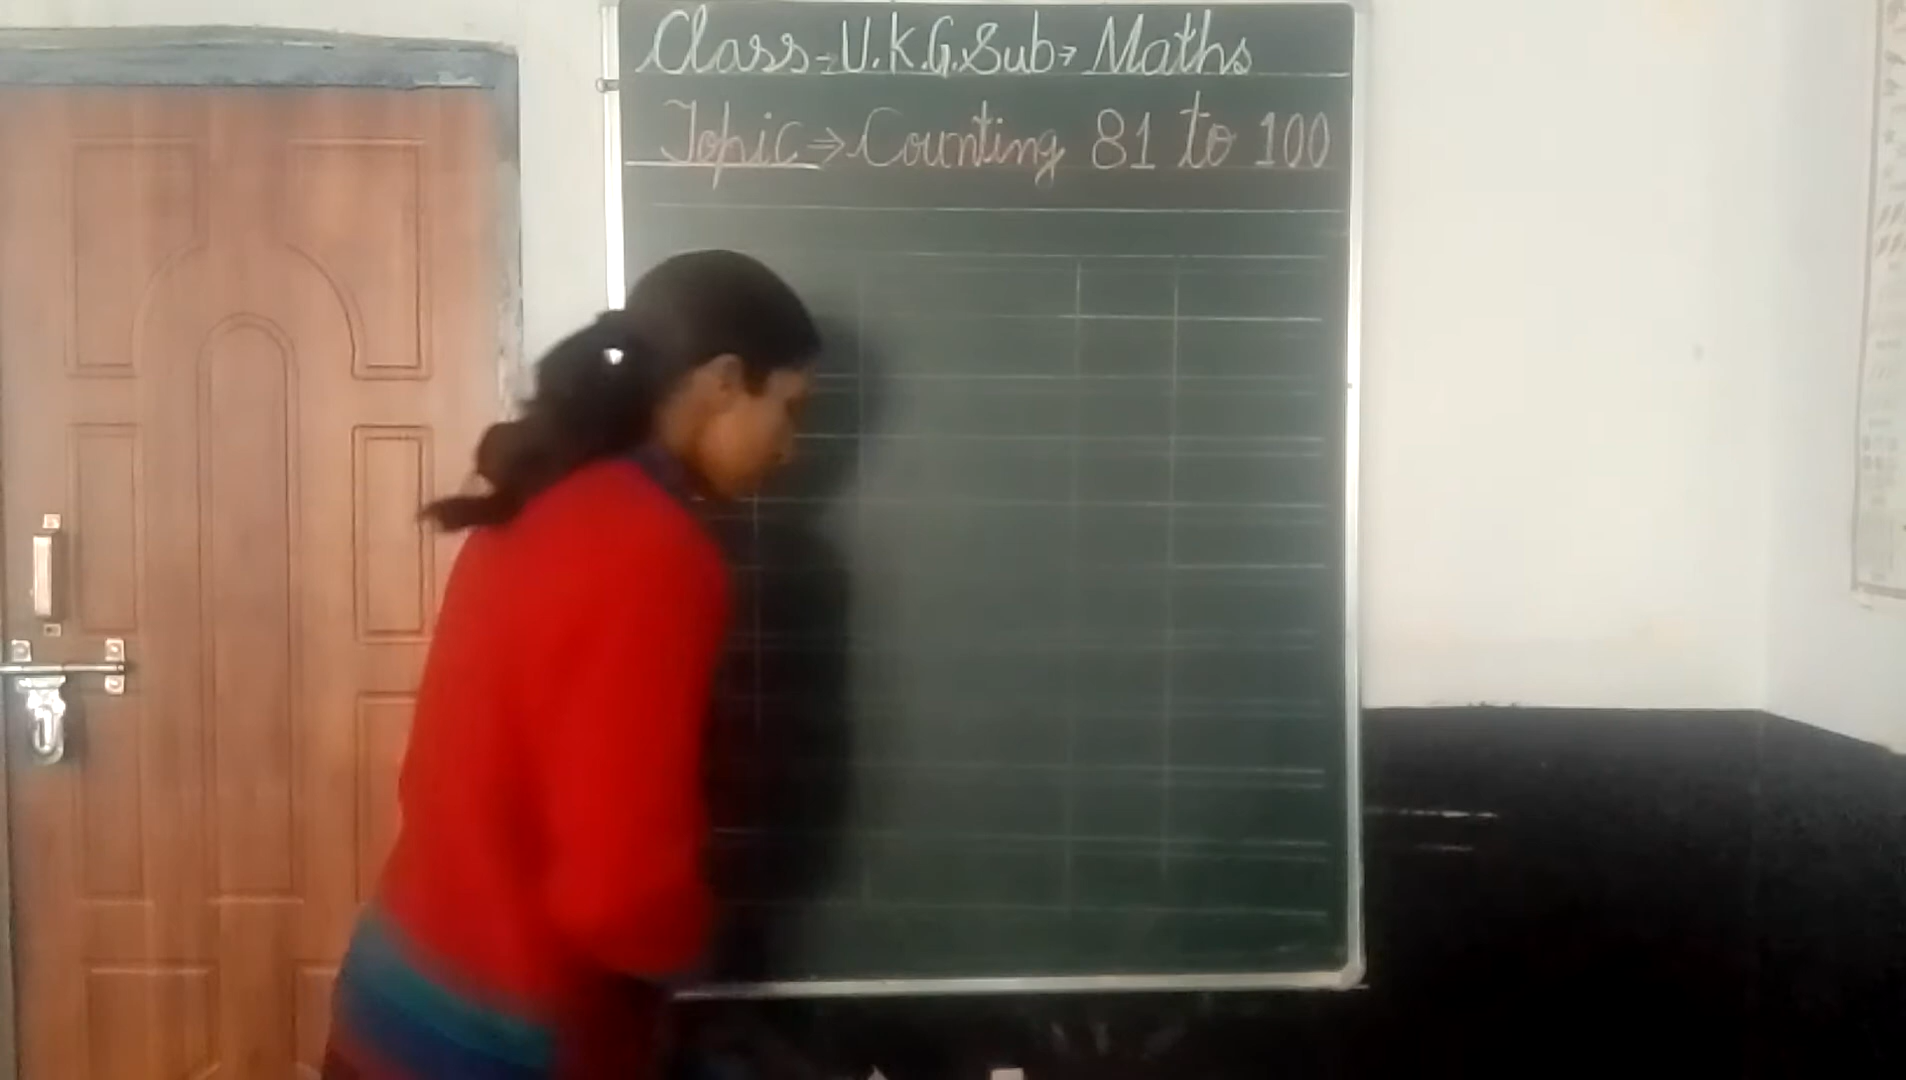 Class → U.K.G. Sub → Maths
Topic ⇒ Counting 81 to 100